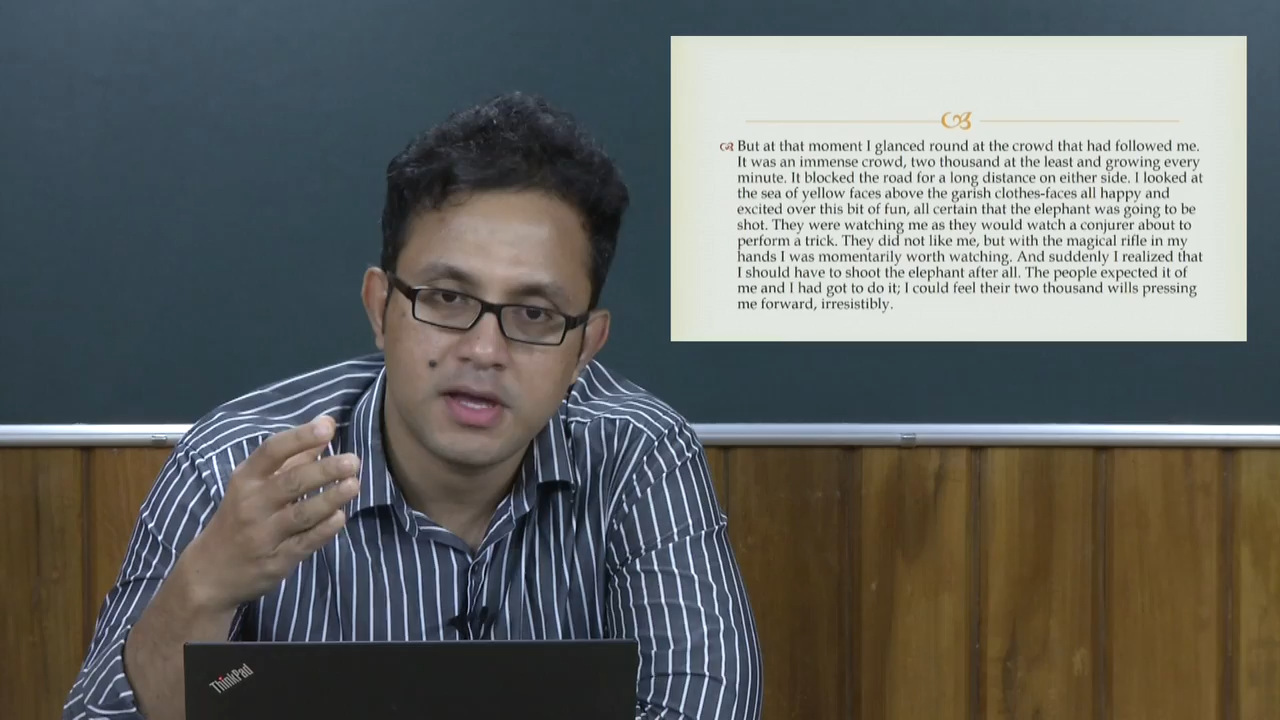 But at that moment I glanced round at the crowd that had followed me.
It was an immense crowd, two thousand at the least and growing every
minute. It blocked the road for a long distance on either side. I looked at
the sea of yellow faces above the garish clothes-faces all happy and
excited over this bit of fun, all certain that the elephant was going to be
shot. They were watching me as they would watch a conjurer about to
perform a trick. They did not like me, but with the magical rifle in my
hands I was momentarily worth watching. And suddenly I realized that
I should have to shoot the elephant after all. The people expected it of
me and I had got to do it; I could feel their two thousand wills pressing
me forward, irresistibly.
ThinkPad